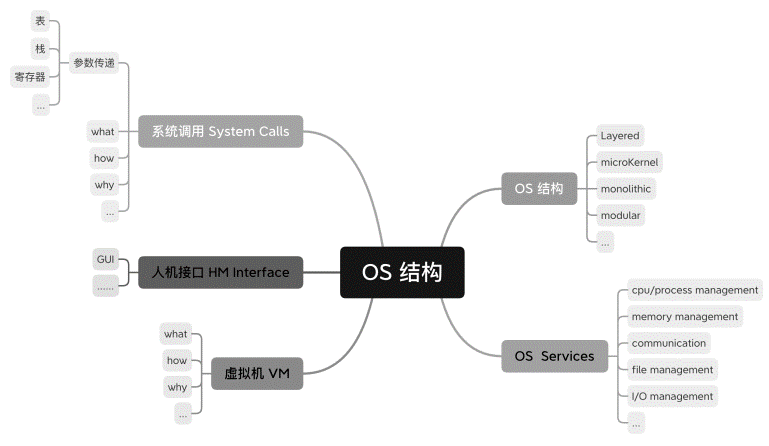 表
栈
寄存器
...
参数传递
what
how
why
...
系统调用 System Calls
GUI
......
人机接口 HM Interface
what
how
why
...
虚拟机 VM
OS 结构
OS 结构
Layered
microKernel
monolithic
modular
...
OS Services
cpu/process management
memory management
communication
file management
I/O management
...